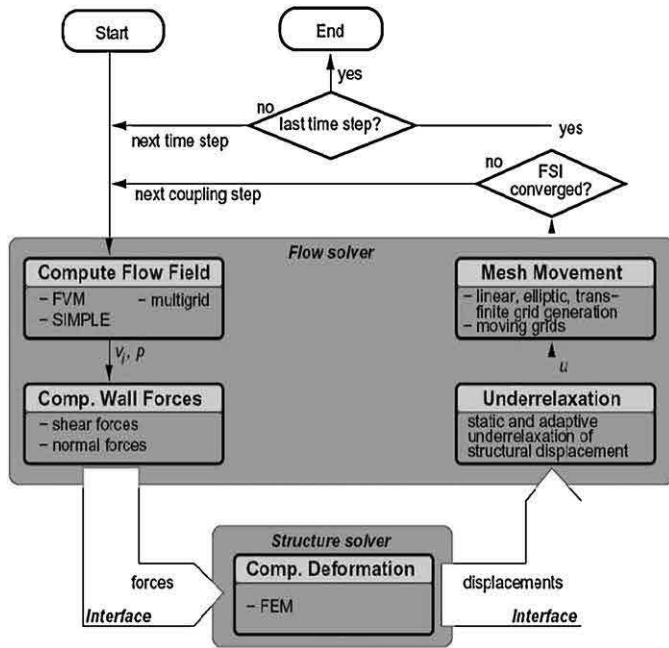 Start
End
yes
no
last time step?
yes
next time step
no
FSI
converged?
next coupling step
Flow solver
Compute Flow Field
– FVM – multigrid
– SIMPLE
v_i, p
Comp. Wall Forces
– shear forces
– normal forces
Mesh Movement
– linear, elliptic, trans–
finite grid generation
– moving grids
u
Underrelaxation
static and adaptive
underrelaxation of
structural displacement
Structure solver
Comp. Deformation
– FEM
forces
Interface
displacements
Interface